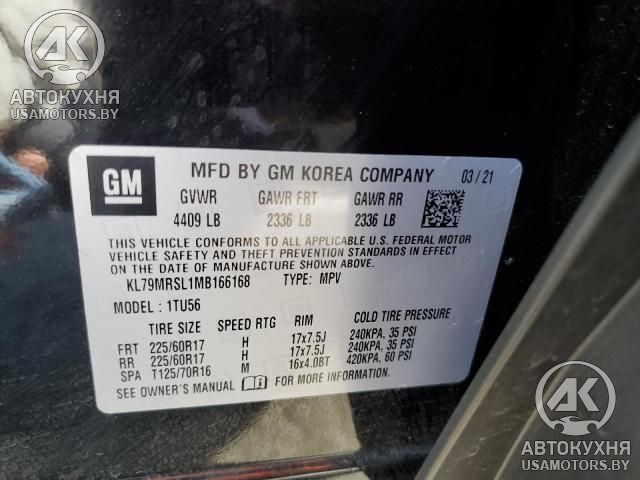 АК
АВТОКУХНЯ
USAMOTORS.BY
GM
MFD BY GM KOREA COMPANY 03/21
GVWR GAWR FRT GAWR RR
4409 LB 2336 LB 2336 LB
THIS VEHICLE CONFORMS TO ALL APPLICABLE U.S. FEDERAL MOTOR
VEHICLE SAFETY AND THEFT PREVENTION STANDARDS IN EFFECT
ON THE DATE OF MANUFACTURE SHOWN ABOVE.
KL79MRSL1MB166168 TYPE: MPV
MODEL: 1TU56
TIRE SIZE SPEED RTG RIM COLD TIRE PRESSURE
FRT 225/60R17 H 17x7.5J 240KPA, 35 PSI
RR 225/60R17 H 17x7.5J 240KPA, 35 PSI
SPA T125/70R16 M 16x4.0BT 420KPA, 60 PSI
SEE OWNER'S MANUAL FOR MORE INFORMATION
АК
АВТОКУХНЯ
USAMOTORS.BY